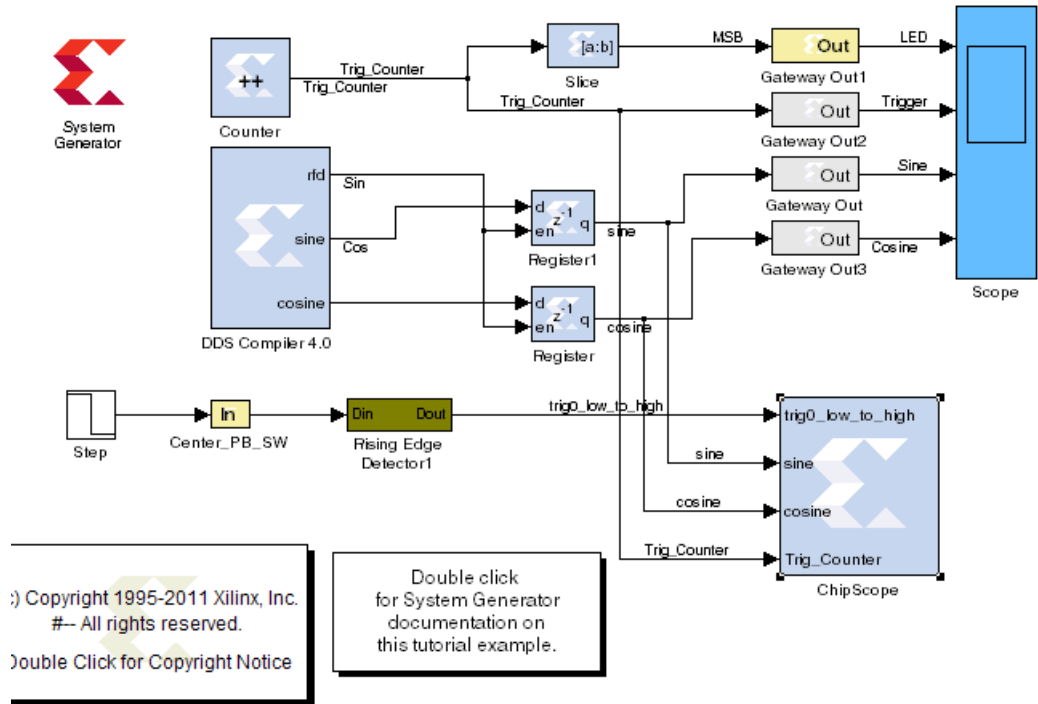 MSB
LED
++
[a:b]
Out
Trig_Counter
Slice
Gateway Out1
Trig_Counter
Trig_Counter
Trigger
System
Generator
Counter
Out
Gateway Out2
rfd
Sin
Out
Sine
d
z-1
q
en
sine
Gateway Out
sine
Cos
Register1
Out
Cosine
Gateway Out3
Scope
cosine
d
z-1
q
en
cosine
DDS Compiler 4.0
Register
Step
In
Center_PB_SW
Din
Dout
Rising Edge
Detector1
trig0_low_to_high
trig0_low_to_high
sine
sine
cosine
cosine
Trig_Counter
Trig_Counter
ChipScope
c) Copyright 1995-2011 Xilinx, Inc.
#-- All rights reserved.
Double Click for Copyright Notice
Double click
for System Generator
documentation on
this tutorial example.